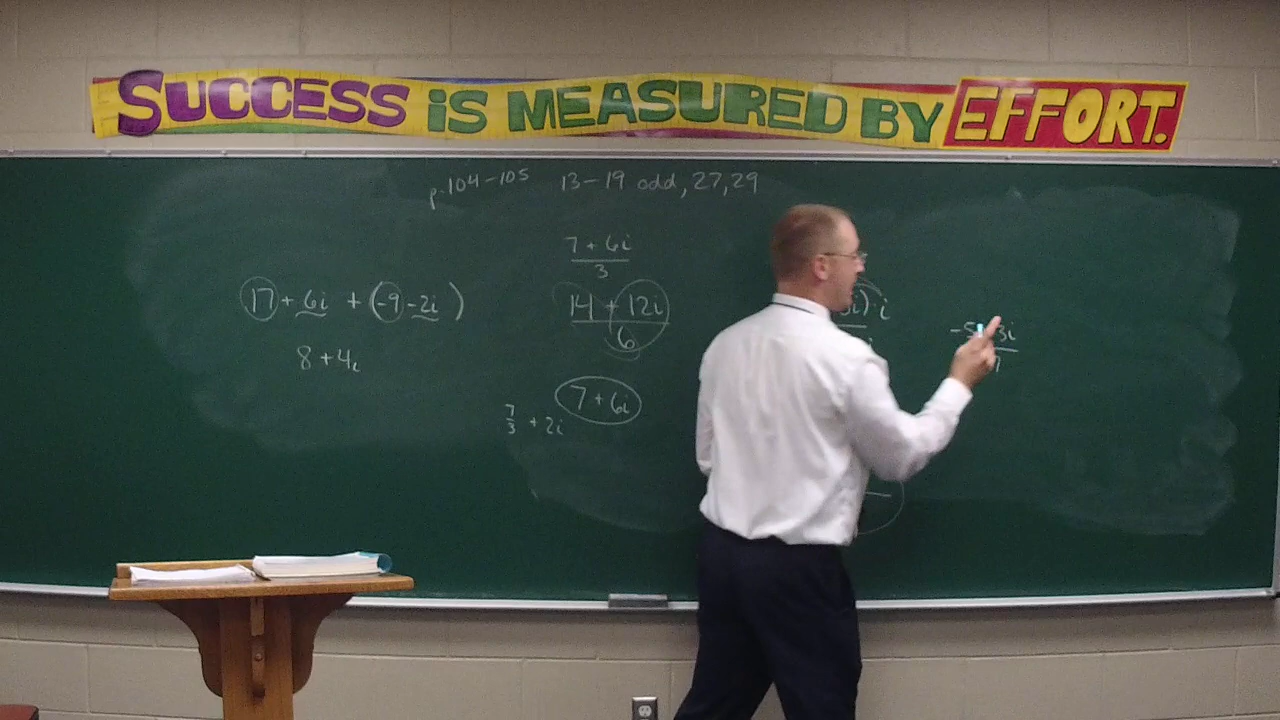 SUCCESS IS MEASURED BY EFFORT.
p.104-105 13-19 odd, 27, 29
17 + 6i + (-9 -2i)
8 + 4i
7 + 6i
3
14 + 12i
6
7 + 6i
7/3 + 2i
i) · i
i
3i